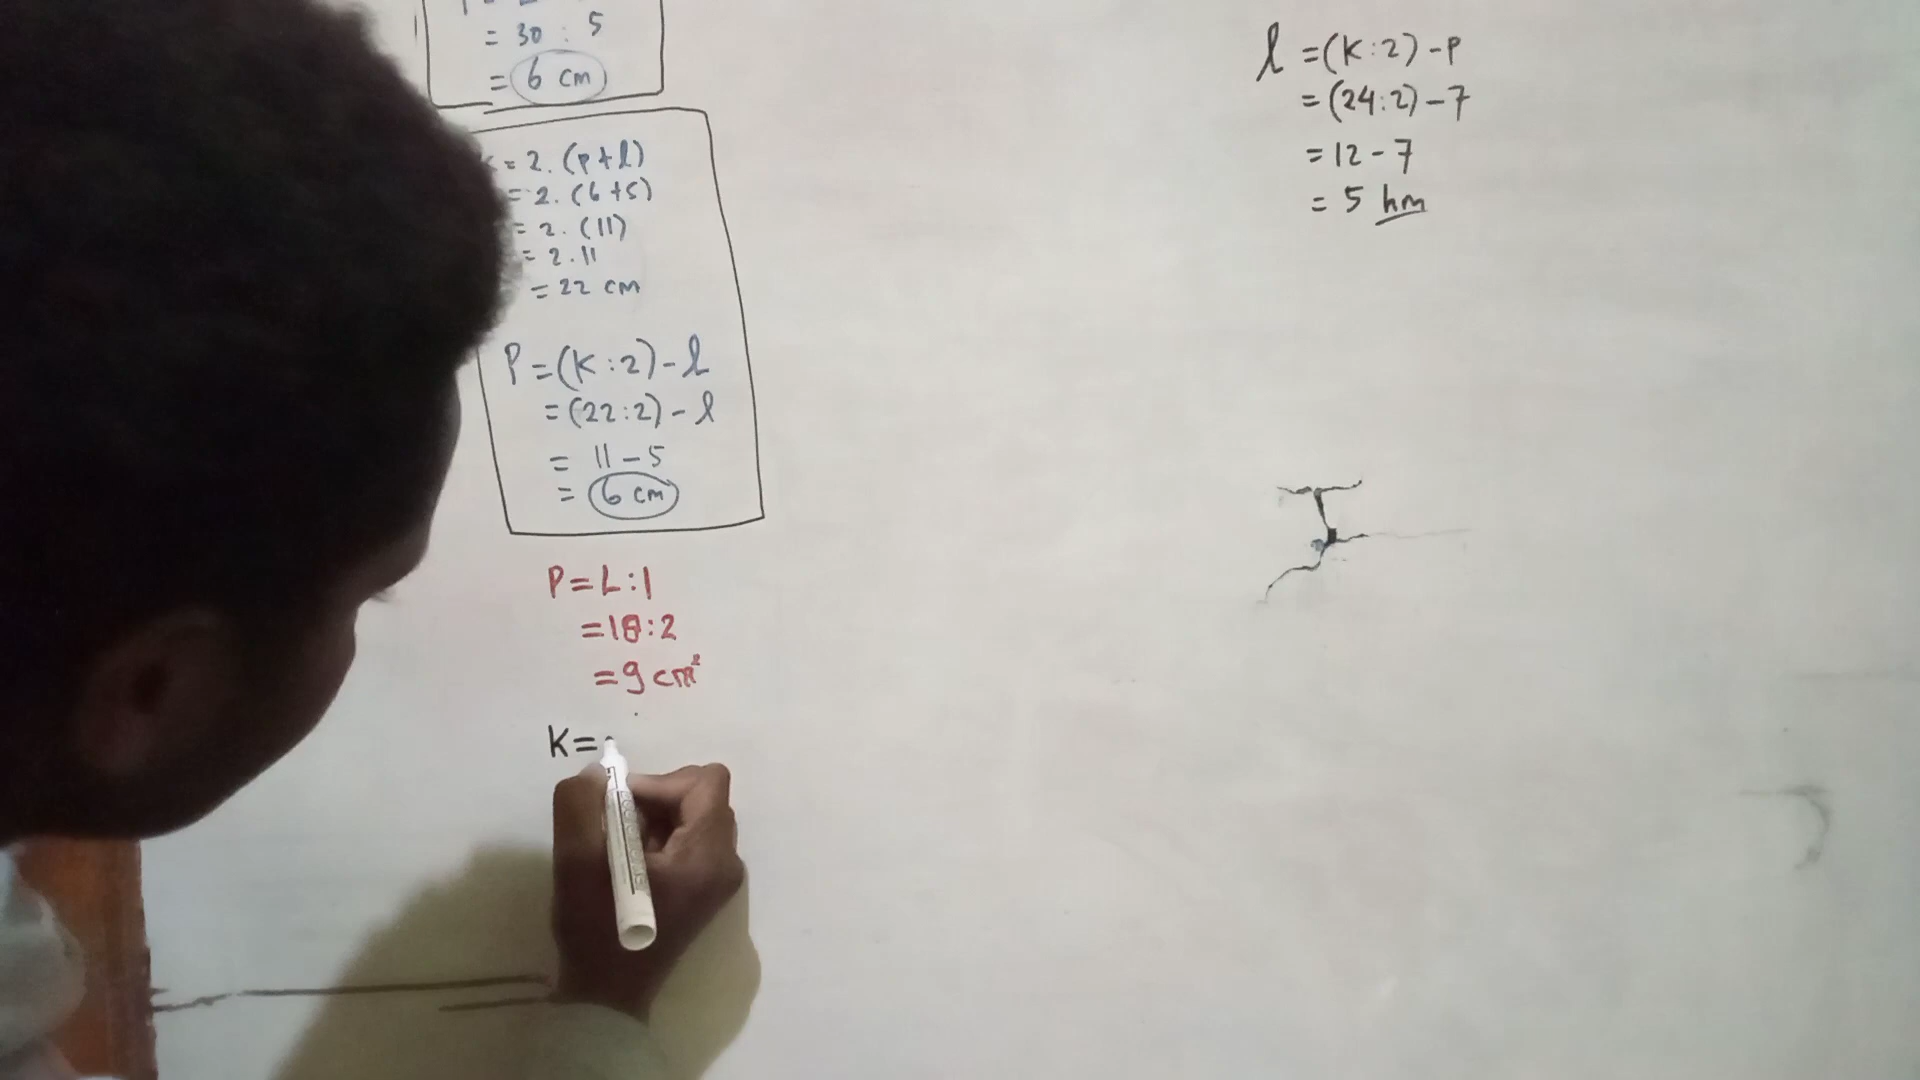 = 30 : 5
= 6 cm
= 2. (p + l)
= 2. (6 + 5)
= 2. (11)
= 2.11
= 22 cm
P = (K : 2) - l
= (22 : 2) - l
= 11 - 5
= 6 cm
P = L : l
= 18 : 2
= 9 cm²
K =
l = (K : 2) - P
= (24 : 2) - 7
= 12 - 7
= 5 hm